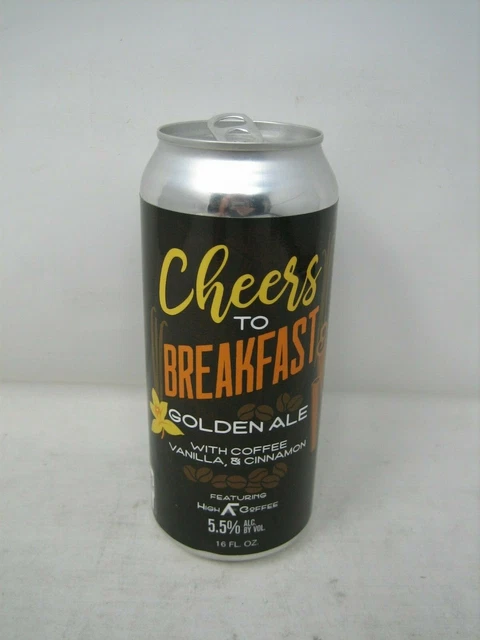 Cheers
TO
BREAKFAST
GOLDEN ALE
WITH COFFEE
VANILLA, & CINNAMON
FEATURING
HIGH COFFEE
5.5% ALC.
BY VOL.
16 FL. OZ.